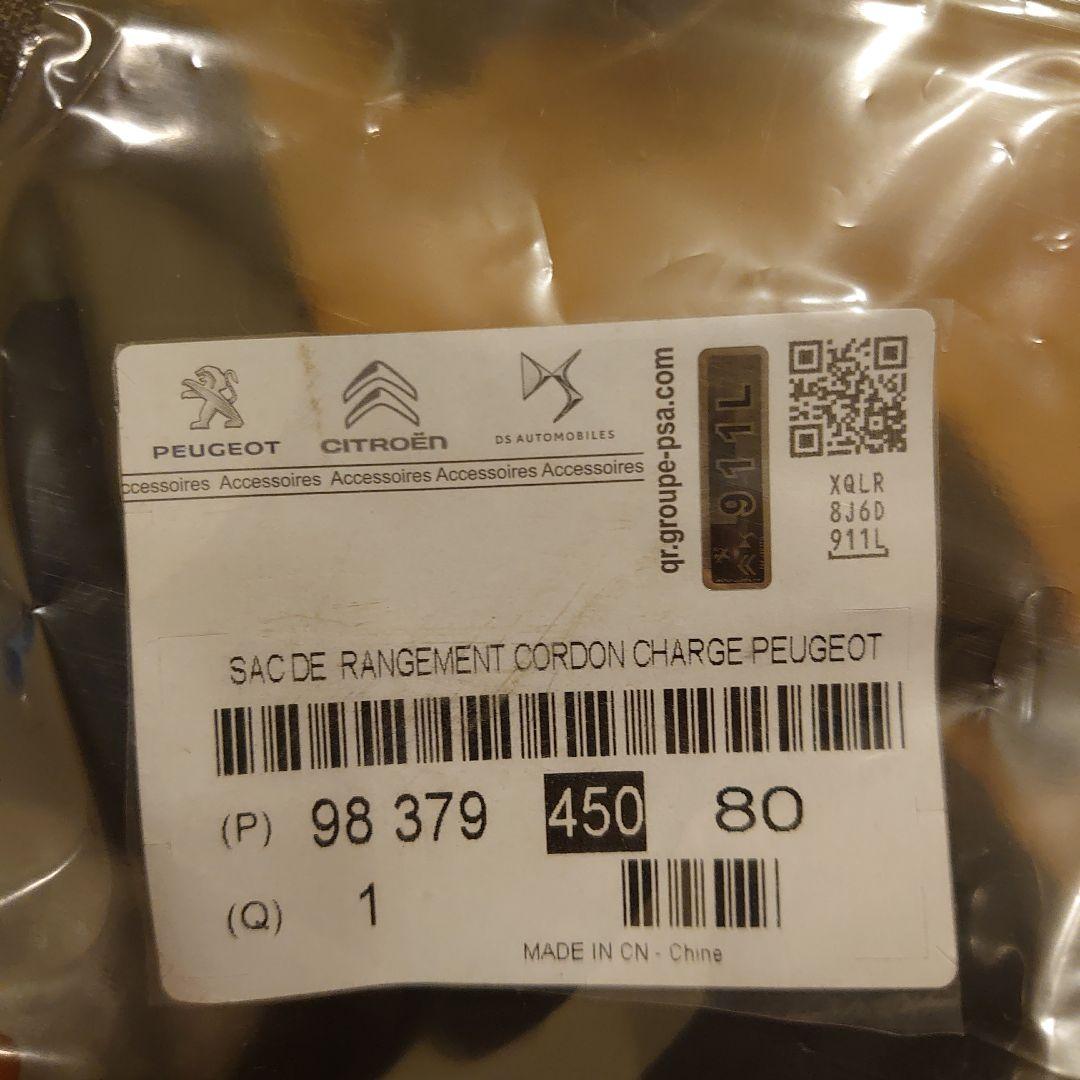 PEUGEOT CITROËN DS AUTOMOBILES
ccessoires Accessoires Accessoires Accessoires Accessoires
qr.groupe-psa.com
911L
XQLR
8J6D
911L
SAC DE RANGEMENT CORDON CHARGE PEUGEOT
(P) 98 379 450 80
(Q) 1
MADE IN CN - Chine